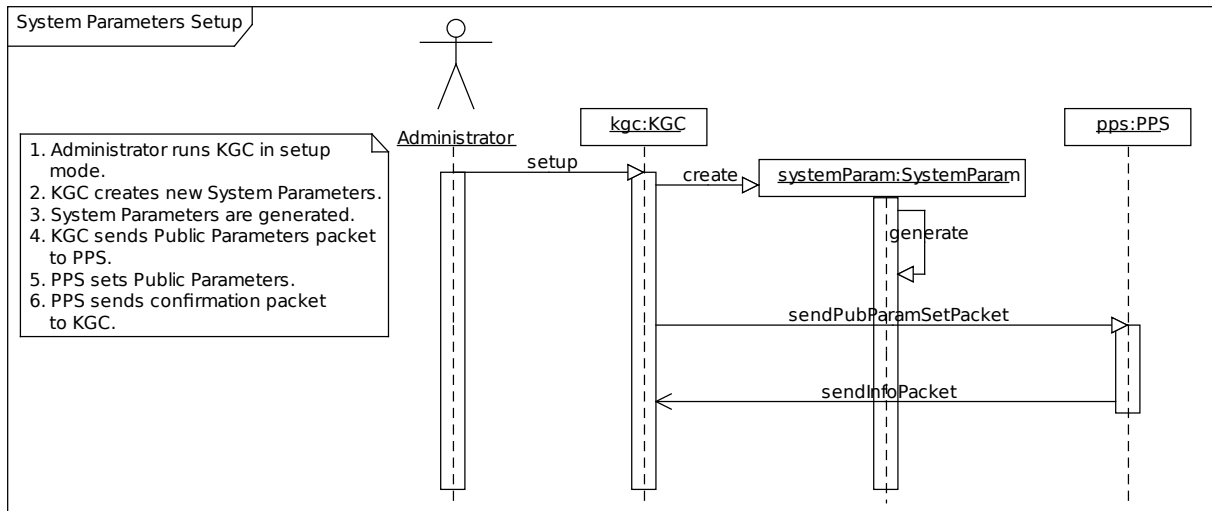 System Parameters Setup
Administrator
kgc:KGC
pps:PPS
1. Administrator runs KGC in setup
mode.
2. KGC creates new System Parameters.
3. System Parameters are generated.
4. KGC sends Public Parameters packet
to PPS.
5. PPS sets Public Parameters.
6. PPS sends confirmation packet
to KGC.
setup
create
systemParam:SystemParam
generate
sendPubParamSetPacket
sendInfoPacket